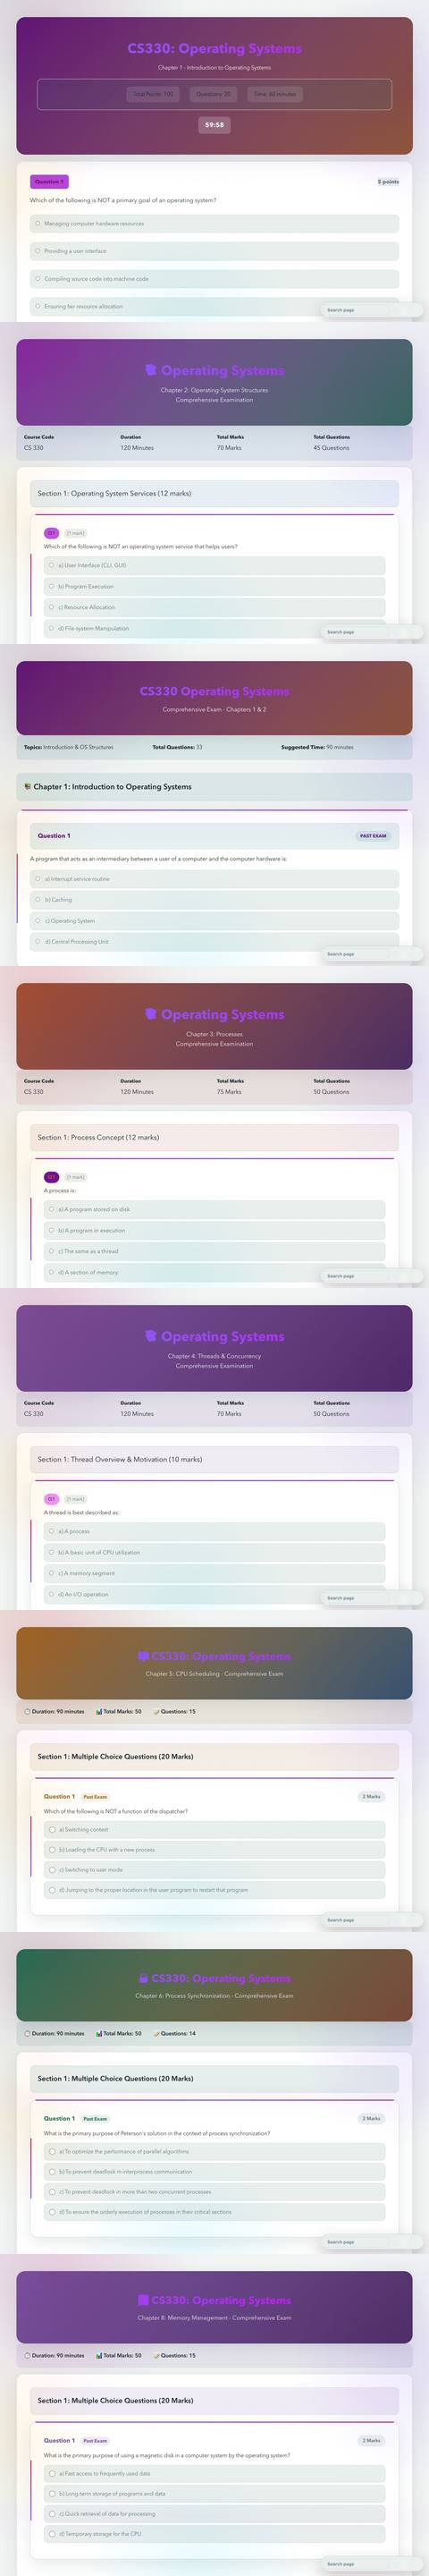 CS330: Operating Systems
Chapter 1 - Introduction to Operating Systems
Total Points: 100 Questions: 20 Time: 60 minutes
59:58
Question 1 5 points
Which of the following is NOT a primary goal of an operating system?
Managing computer hardware resources
Providing a user interface
Compiling source code into machine code
Ensuring fair resource allocation
Search page
Operating Systems
Chapter 2: Operating-System Structures
Comprehensive Examination
Course Code Duration Total Marks Total Questions
CS 330 120 Minutes 70 Marks 45 Questions
Section 1: Operating System Services (12 marks)
Q1 [1 mark]
Which of the following is NOT an operating system service that helps users?
a) User Interface (CLI, GUI)
b) Program Execution
c) Resource Allocation
d) File-system Manipulation
Search page
CS330 Operating Systems
Comprehensive Exam - Chapters 1 & 2
Topics: Introduction & OS Structures Total Questions: 33 Suggested Time: 90 minutes
Chapter 1: Introduction to Operating Systems
Question 1 PAST EXAM
A program that acts as an intermediary between a user of a computer and the computer hardware is:
a) Interrupt service routine
b) Caching
c) Operating System
d) Central Processing Unit
Search page
Operating Systems
Chapter 3: Processes
Comprehensive Examination
Course Code Duration Total Marks Total Questions
CS 330 120 Minutes 75 Marks 50 Questions
Section 1: Process Concept (12 marks)
Q1 [1 mark]
A process is:
a) A program stored on disk
b) A program in execution
c) The same as a thread
d) A section of memory
Search page
Operating Systems
Chapter 4: Threads & Concurrency
Comprehensive Examination
Course Code Duration Total Marks Total Questions
CS 330 120 Minutes 70 Marks 50 Questions
Section 1: Thread Overview & Motivation (10 marks)
Q1 [1 mark]
A thread is best described as:
a) A process
b) A basic unit of CPU utilization
c) A memory segment
d) An I/O operation
Search page
CS330: Operating Systems
Chapter 5: CPU Scheduling - Comprehensive Exam
Duration: 90 minutes Total Marks: 50 Questions: 15
Section 1: Multiple Choice Questions (20 Marks)
Question 1 Past Exam 2 Marks
Which of the following is NOT a function of the dispatcher?
a) Switching context
b) Loading the CPU with a new process
c) Switching to user mode
d) Jumping to the proper location in the user program to restart that program
Search page
CS330: Operating Systems
Chapter 6: Process Synchronization - Comprehensive Exam
Duration: 90 minutes Total Marks: 50 Questions: 14
Section 1: Multiple Choice Questions (20 Marks)
Question 1 Past Exam 2 Marks
What is the primary purpose of Peterson's solution in the context of process synchronization?
a) To optimize the performance of parallel algorithms
b) To prevent deadlock in interprocess communication
c) To prevent deadlock in more than two concurrent processes
d) To ensure the orderly execution of processes in their critical sections
Search page
CS330: Operating Systems
Chapter 8: Memory Management - Comprehensive Exam
Duration: 90 minutes Total Marks: 50 Questions: 15
Section 1: Multiple Choice Questions (20 Marks)
Question 1 Past Exam 2 Marks
What is the primary purpose of using a magnetic disk in a computer system by the operating system?
a) Fast access to frequently used data
b) Long-term storage of programs and data
c) Quick retrieval of data for processing
d) Temporary storage for the CPU
Search page